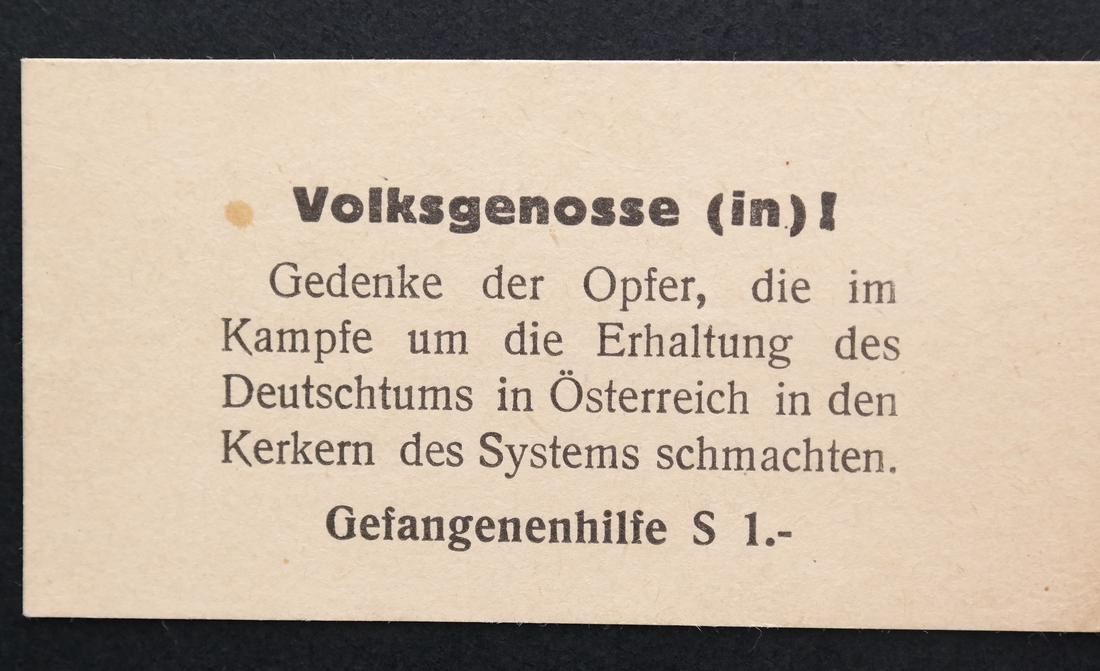 Volksgenosse (in)!
Gedenke der Opfer, die im
Kampfe um die Erhaltung des
Deutschtums in Österreich in den
Kerkern des Systems schmachten.
Gefangenenhilfe S 1.-